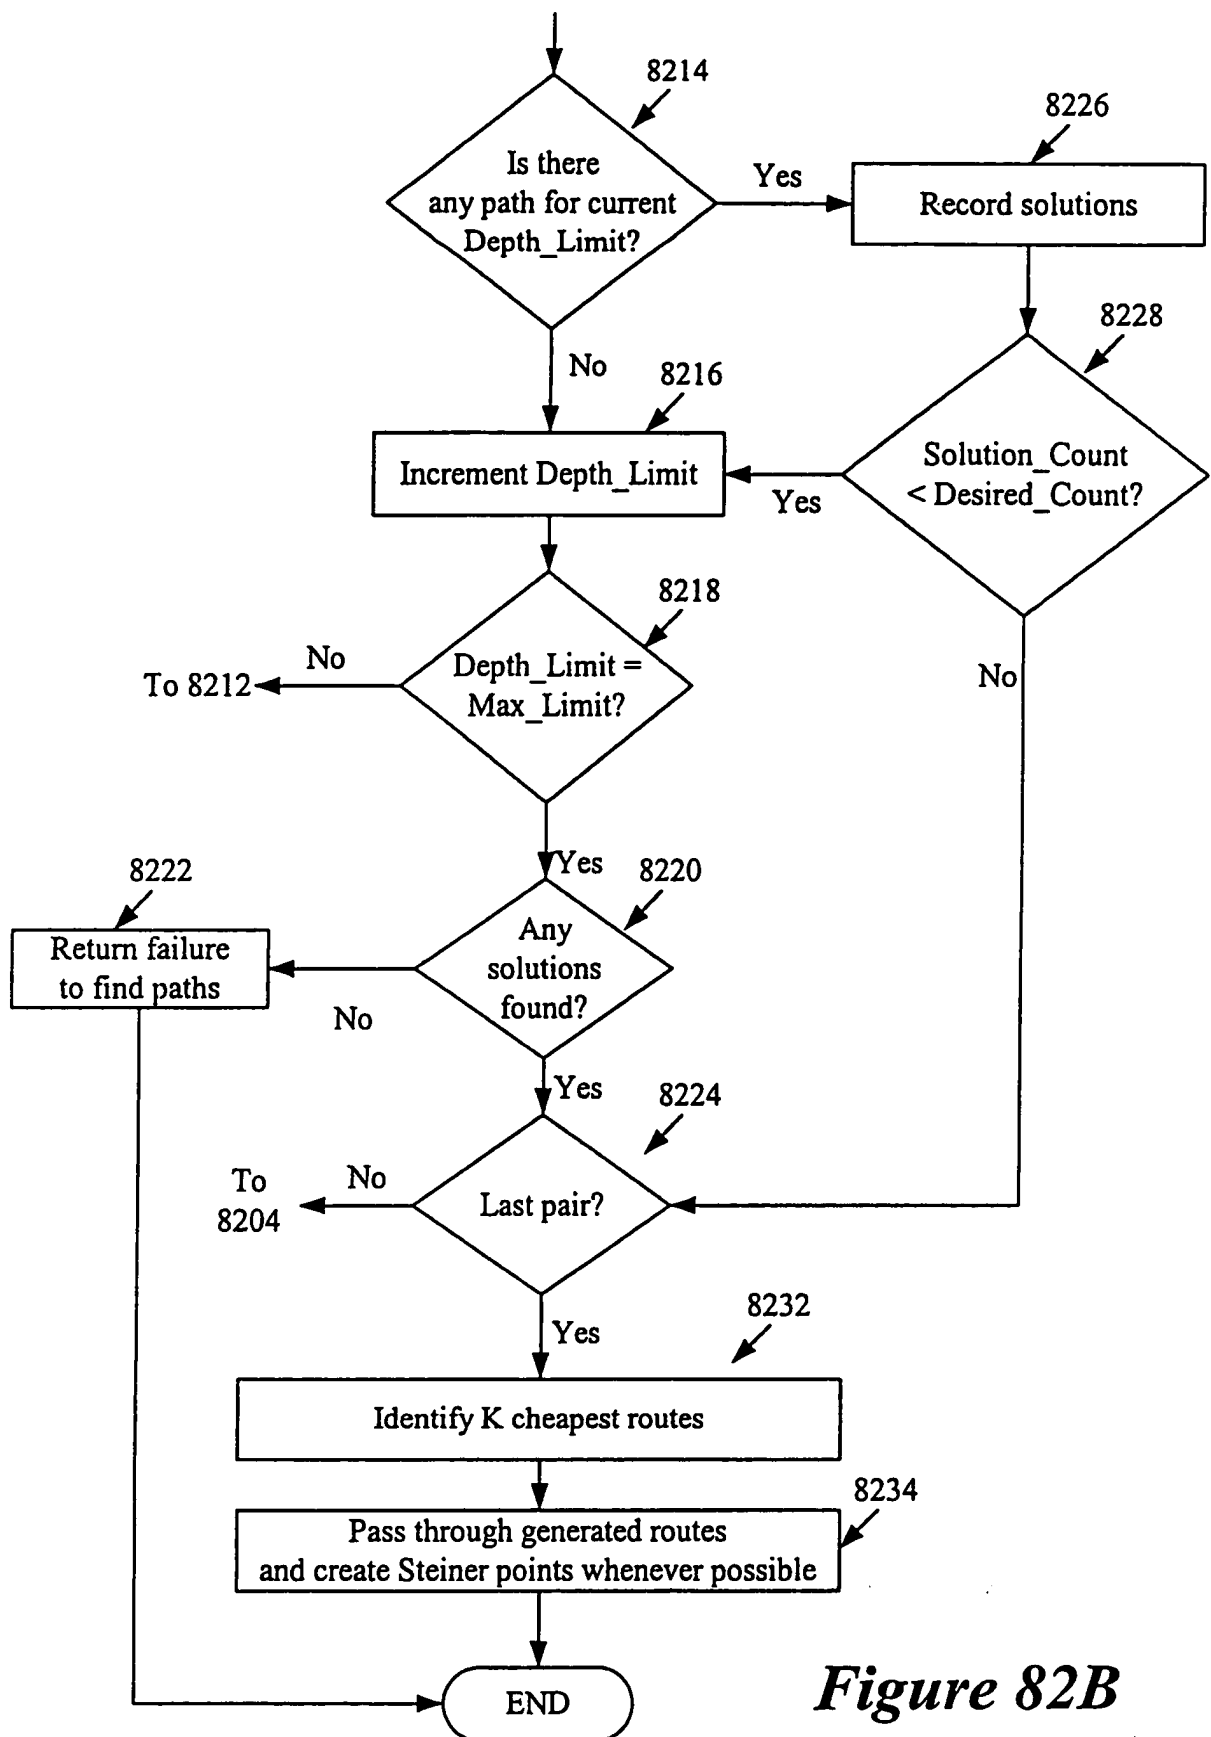 8214
Is there
any path for current
Depth_Limit?
Yes
8226
Record solutions
8228
Solution_Count
< Desired_Count?
Yes
No
No
8216
Increment Depth_Limit
8218
Depth_Limit =
Max_Limit?
No
To 8212
Yes
8220
Any
solutions
found?
No
8222
Return failure
to find paths
Yes
8224
Last pair?
No
To
8204
Yes
8232
Identify K cheapest routes
8234
Pass through generated routes
and create Steiner points whenever possible
END
Figure 82B